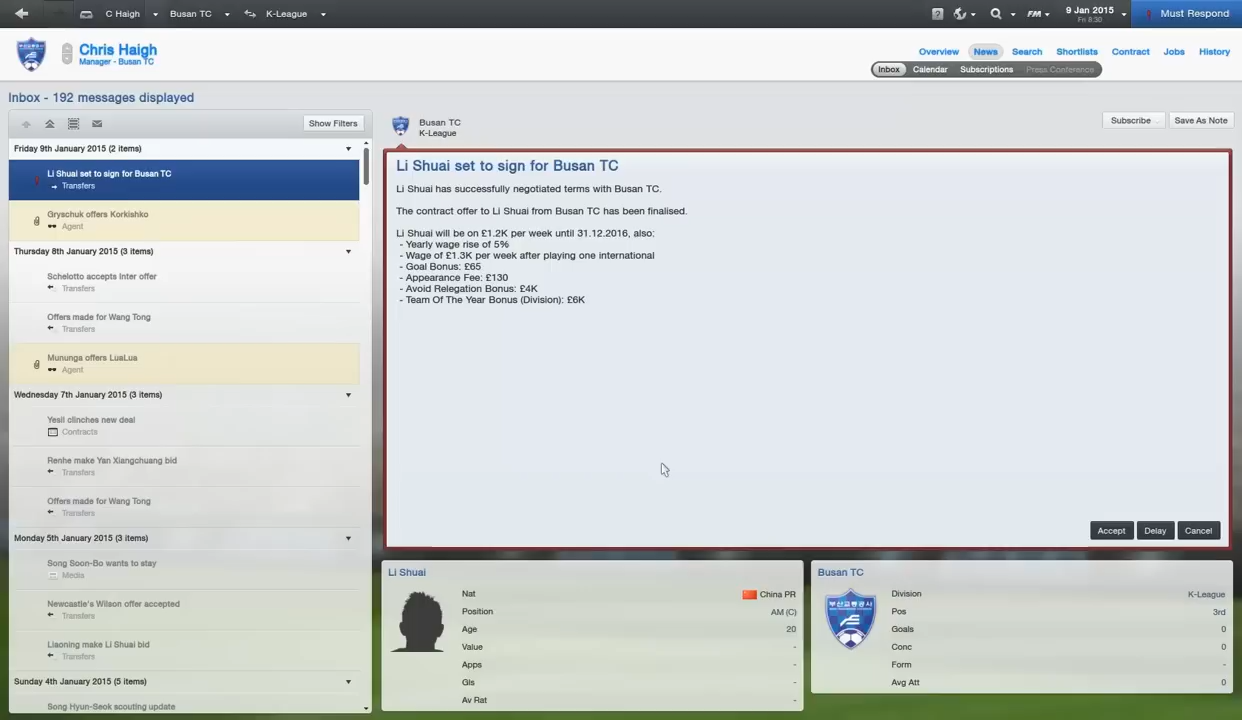 C Haigh
Busan TC
K-League
?
FM
9 Jan 2015
Fri 8:30
Must Respond
Chris Haigh
Manager - Busan TC
Overview
News
Search
Shortlists
Contract
Jobs
History
Inbox
Calendar
Subscriptions
Press Conference
Inbox - 192 messages displayed
Show Filters
Busan TC
K-League
Subscribe
Save As Note
Friday 9th January 2015 (2 items)
Li Shuai set to sign for Busan TC
Transfers
Gryschuk offers Korkishko
Agent
Thursday 8th January 2015 (3 items)
Schelotto accepts Inter offer
Transfers
Offers made for Wang Tong
Transfers
Mununga offers LuaLua
Agent
Wednesday 7th January 2015 (3 items)
Yesil clinches new deal
Contracts
Renhe make Yan Xiangchuang bid
Transfers
Offers made for Wang Tong
Transfers
Monday 5th January 2015 (3 items)
Song Soon-Bo wants to stay
Media
Newcastle's Wilson offer accepted
Transfers
Liaoning make Li Shuai bid
Transfers
Sunday 4th January 2015 (5 items)
Song Hyun-Seok scouting update
Li Shuai set to sign for Busan TC
Li Shuai has successfully negotiated terms with Busan TC.
The contract offer to Li Shuai from Busan TC has been finalised.
Li Shuai will be on £1.2K per week until 31.12.2016, also:
- Yearly wage rise of 5%
- Wage of £1.3K per week after playing one international
- Goal Bonus: £65
- Appearance Fee: £130
- Avoid Relegation Bonus: £4K
- Team Of The Year Bonus (Division): £6K
Accept
Delay
Cancel
Li Shuai
Nat China PR
Position AM (C)
Age 20
Value -
Apps -
Gls -
Av Rat -
Busan TC
Division K-League
Pos 3rd
Goals 0
Conc 0
Form -
Avg Att 0